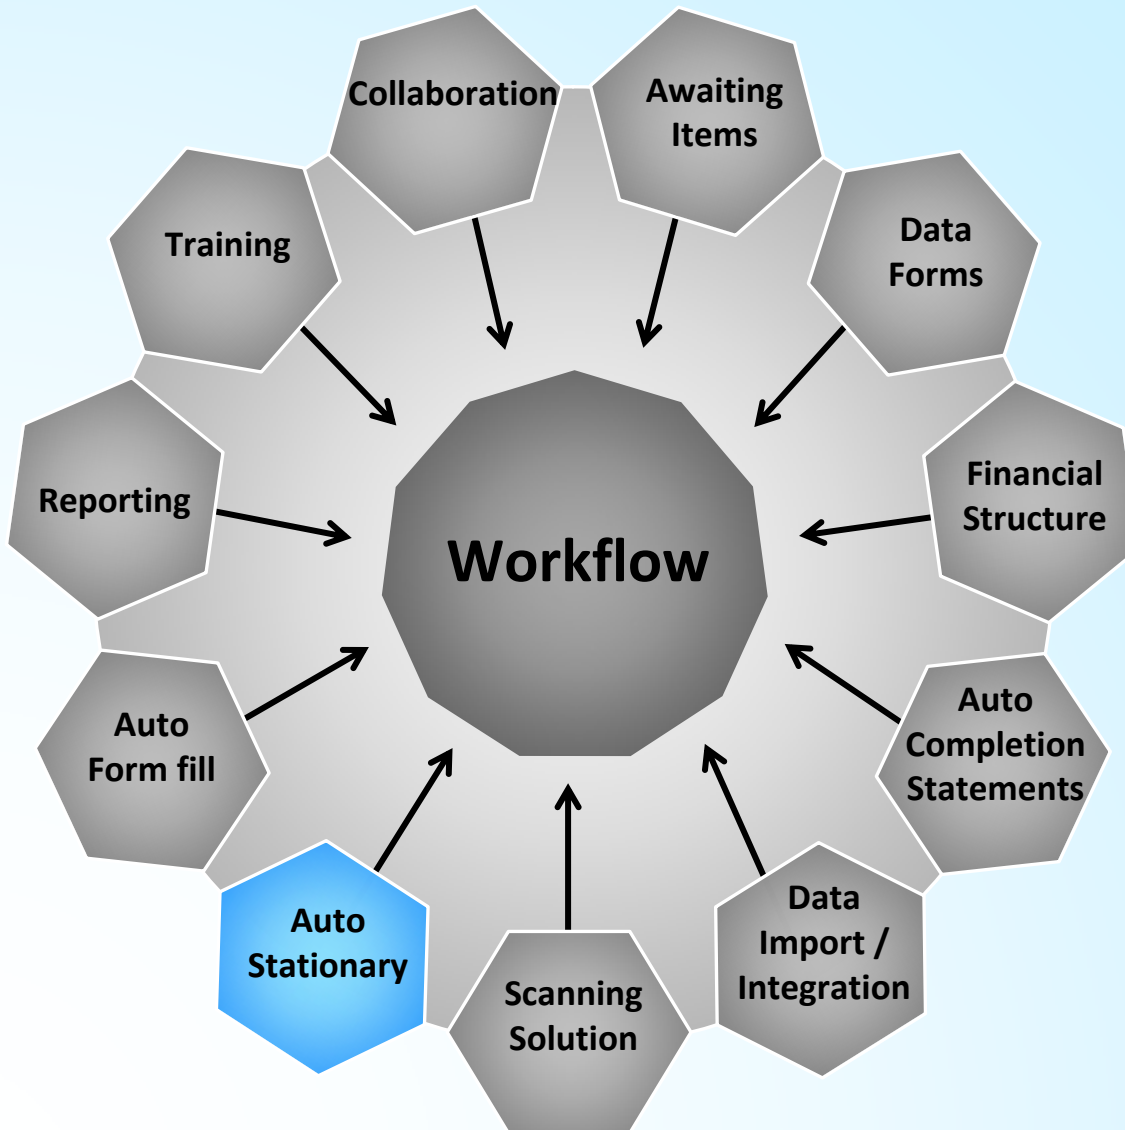 Collaboration
Awaiting
Items
Training
Data
Forms
Reporting
Financial
Structure
Workflow
Auto
Form fill
Auto
Completion
Statements
Auto
Stationary
Data
Import /
Integration
Scanning
Solution